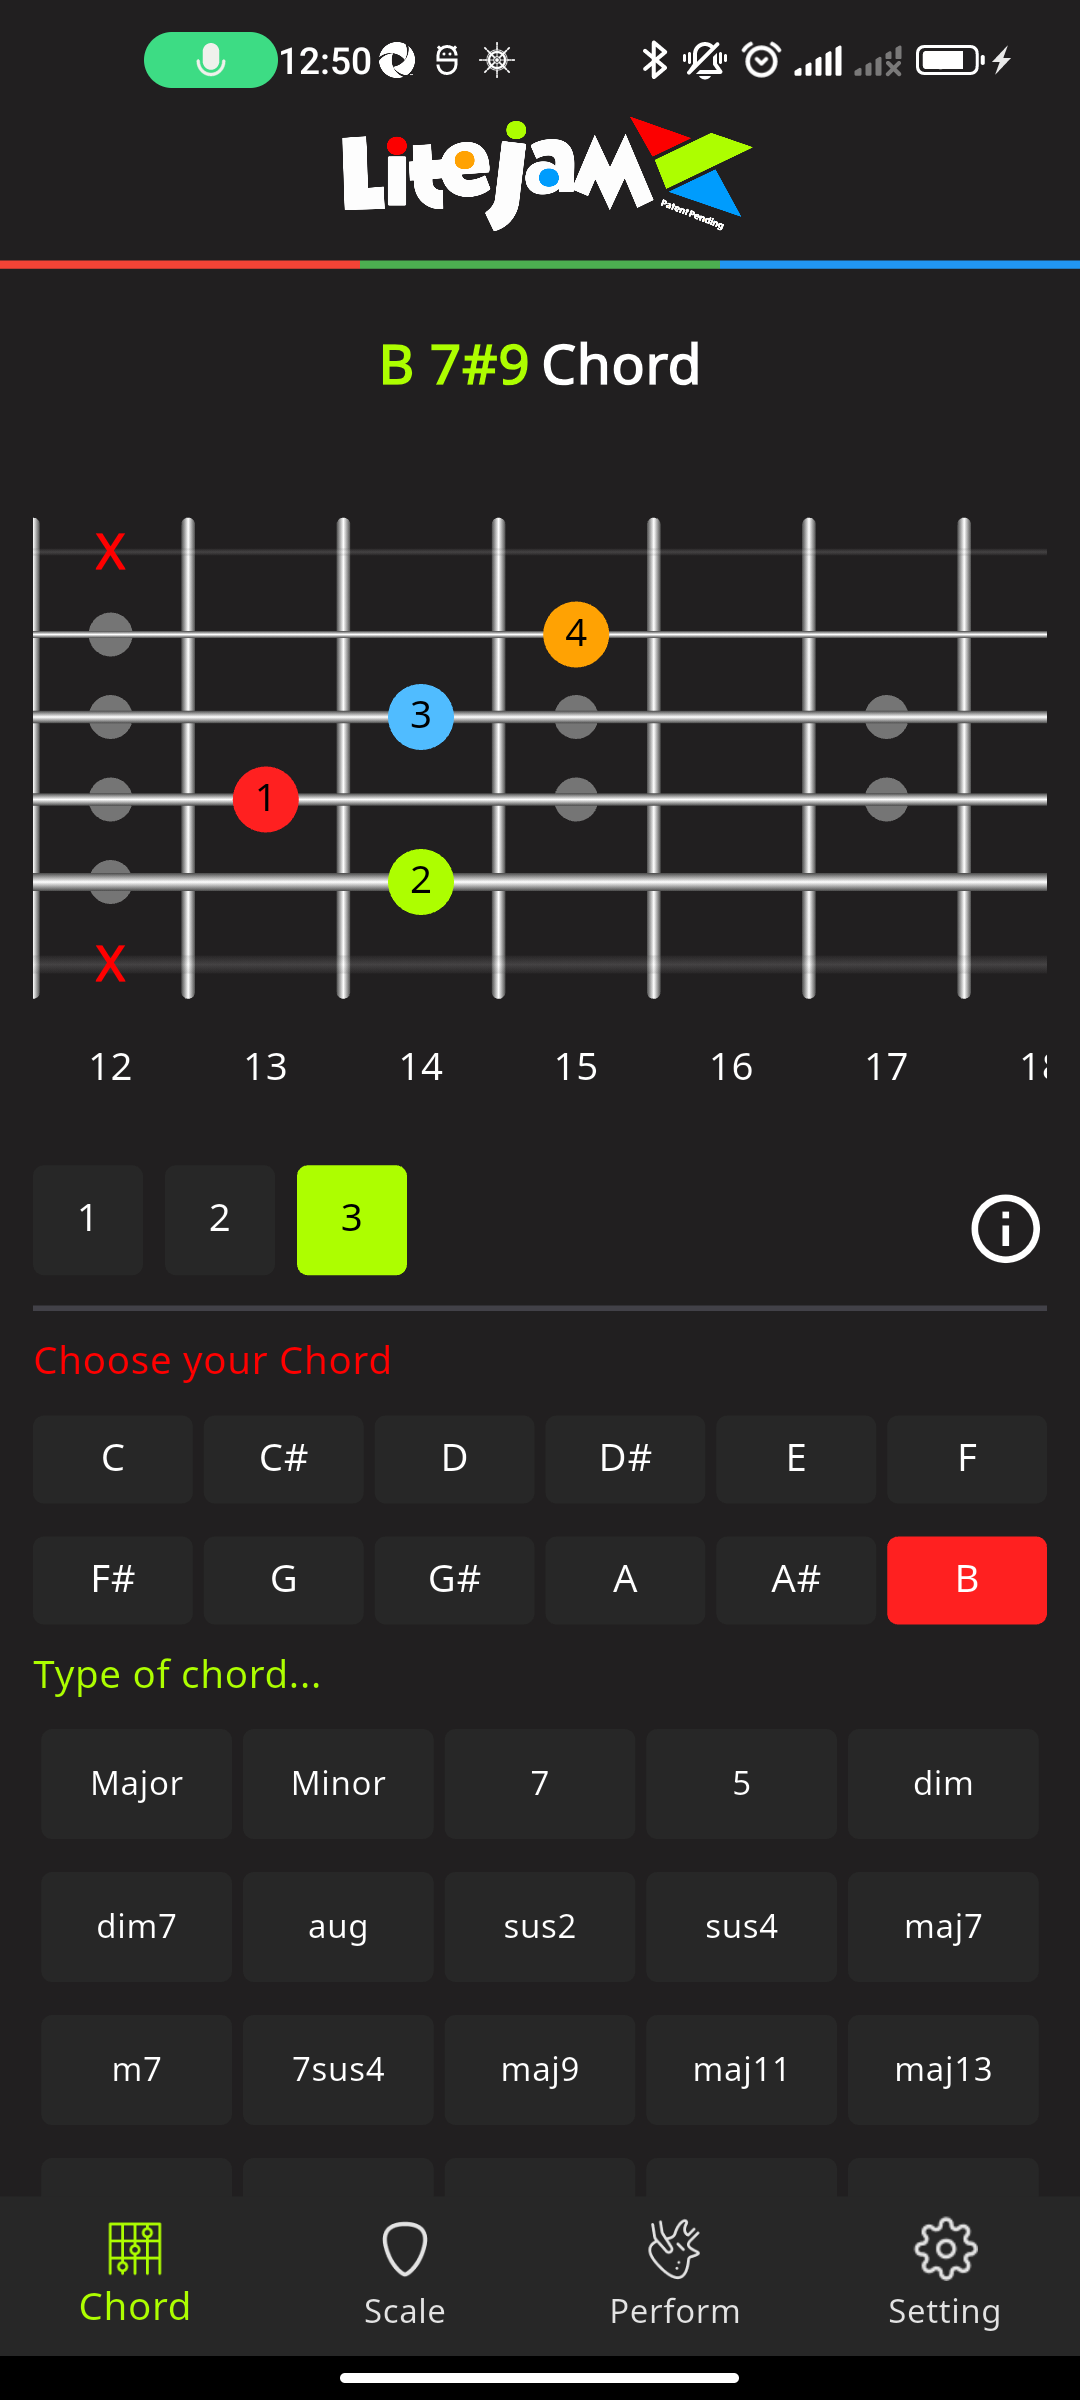 12:50
LiteJam
Patent Pending
B 7#9 Chord
X
4
3
1
2
X
12 13 14 15 16 17
1 2 3
Choose your Chord
C C# D D# E F
F# G G# A A# B
Type of chord...
Major Minor 7 5 dim
dim7 aug sus2 sus4 maj7
m7 7sus4 maj9 maj11 maj13
Chord Scale Perform Setting